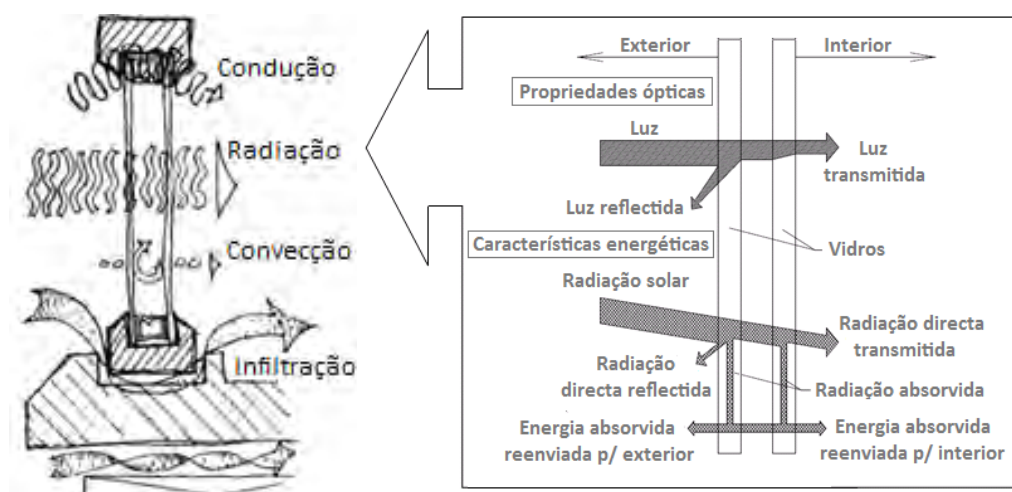 Condução
Radiação
Convecção
Infiltração
Exterior
Interior
Propriedades ópticas
Luz
Luz
transmitida
Luz reflectida
Característisticas energéticas
Vidros
Radiação solar
Radiação directa
transmitida
Radiação
directa reflectida
Radiação absorvida
Energia absorvida
reenviada p/ exterior
Energia absorvida
reenviada p/ interior